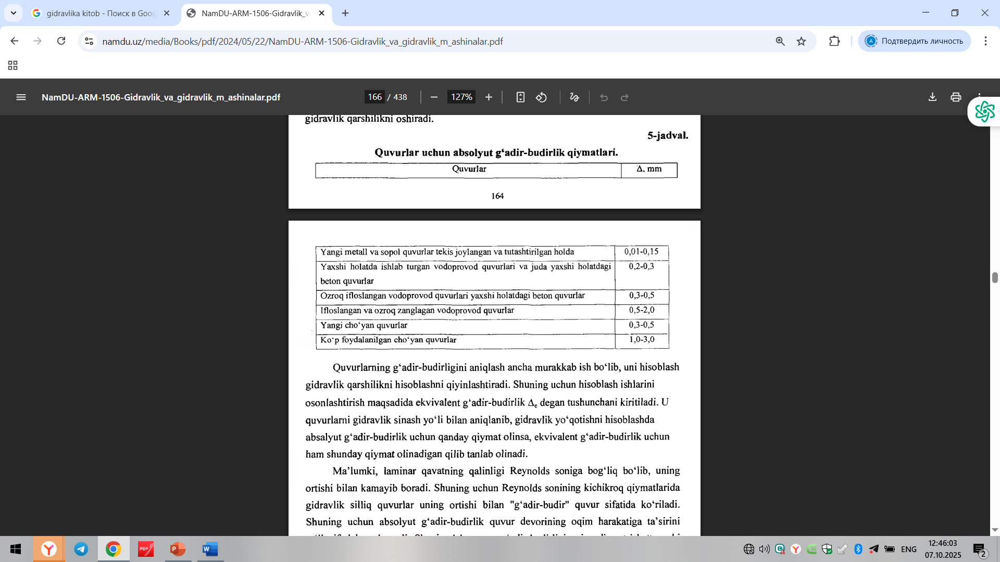 gidravlika kitob - Поиск в Goog
NamDU-ARM-1506-Gidravlik_va
namdu.uz/media/Books/pdf/2024/05/22/NamDU-ARM-1506-Gidravlik_va_gidravlik_m_ashinalar.pdf
Подтвердить личность
NamDU-ARM-1506-Gidravlik_va_gidravlik_m_ashinalar.pdf
166 / 438
127%
gidravlik qarshilikni oshiradi.
5-jadval.
Quvurlar uchun absolyut g‘adir-budirlik qiymatlari.
Quvurlar Δ, mm
164
Yangi metall va sopol quvurlar tekis joylangan va tutashtirilgan holda 0,01-0,15
Yaxshi holatda ishlab turgan vodoprovod quvurlari va juda yaxshi holatdagi 0,2-0,3
beton quvurlar
Ozroq ifloslangan vodoprovod quvurlari yaxshi holatdagi beton quvurlar 0,3-0,5
Ifloslangan va ozroq zanglagan vodoprovod quvurlar 0,5-2,0
Yangi cho‘yan quvurlar 0,3-0,5
Ko‘p foydalanilgan cho‘yan quvurlar 1,0-3,0
Quvurlarning g‘adir-budirligini aniqlash ancha murakkab ish bo‘lib, uni hisoblash
gidravlik qarshilikni hisoblashni qiyinlashtiradi. Shuning uchun hisoblash ishlarini
osonlashtirish maqsadida ekvivalent g‘adir-budirlik Δe degan tushunchani kiritiladi. U
quvurlarni gidravlik sinash yo‘li bilan aniqlanib, gidravlik yo‘qotishni hisoblashda
absalyut g‘adir-budirlik uchun qanday qiymat olinsa, ekvivalent g‘adir-budirlik uchun
ham shunday qiymat olinadigan qilib tanlab olinadi.
Ma’lumki, laminar qavatning qalinligi Reynolds soniga bog‘liq bo‘lib, uning
ortishi bilan kamayib boradi. Shuning uchun Reynolds sonining kichikroq qiymatlarida
gidravlik silliq quvurlar uning ortishi bilan "g‘adir-budir" quvur sifatida ko‘riladi.
Shuning uchun absolyut g‘adir-budirlik quvur devorining oqim harakatiga ta’sirini
ENG
12:46:03
07.10.2025
2